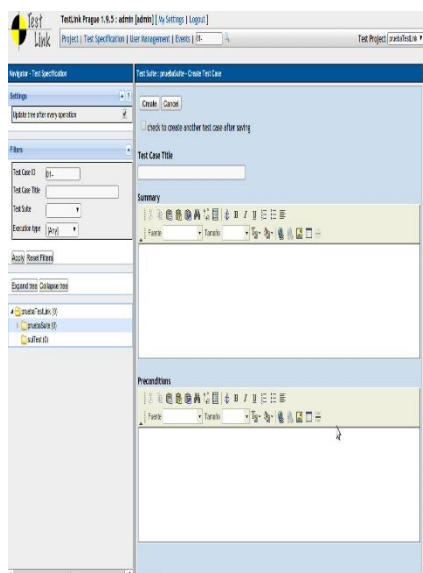 Test
Link
TestLink Prague 1.9.5 : admin [admin] [ My Settings | Logout ]
Project | Test Specification | User Management | Events | 01-
Test Project pruebaTestLink
Navigator - Test Specification
Settings
Update tree after every operation
Filters
Test Case ID 01-
Test Case Title
Test Suite
Execution type [Any]
Apply Reset Filters
Expand tree Collapse tree
pruebaTestLink (0)
pruebaSuite (0)
suiTest (0)
Test Suite : pruebaSuite - Create Test Case
Create Cancel
check to create another test case after saving
Test Case Title
Summary
B I U
Fuente Tamaño
Preconditions
B I U
Fuente Tamaño